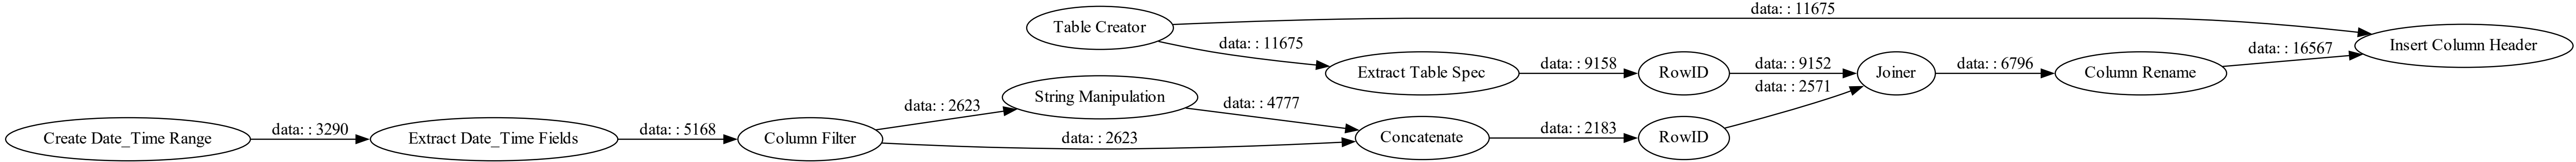 Table Creator
data: : 11675
data: : 11675
Insert Column Header
Extract Table Spec
data: : 9158
RowID
data: : 9152
Joiner
data: : 6796
Column Rename
data: : 16567
Create Date_Time Range
data: : 3290
Extract Date_Time Fields
data: : 5168
Column Filter
data: : 2623
String Manipulation
data: : 4777
data: : 2623
Concatenate
data: : 2183
RowID
data: : 2571